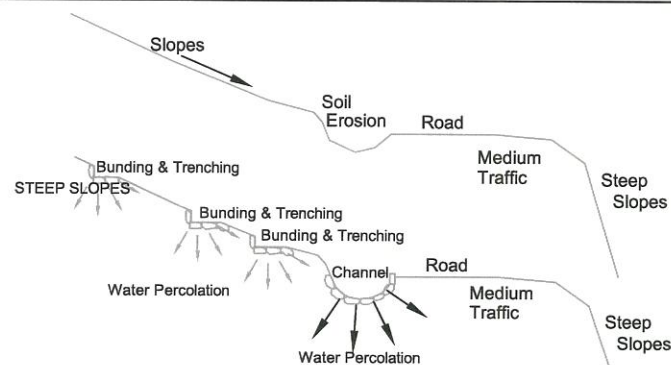 Slopes
Soil
Erosion
Road
Medium
Traffic
Steep
Slopes
Bunding & Trenching
STEEP SLOPES
Bunding & Trenching
Bunding & Trenching
Channel
Road
Water Percolation
Medium
Traffic
Steep
Slopes
Water Percolation